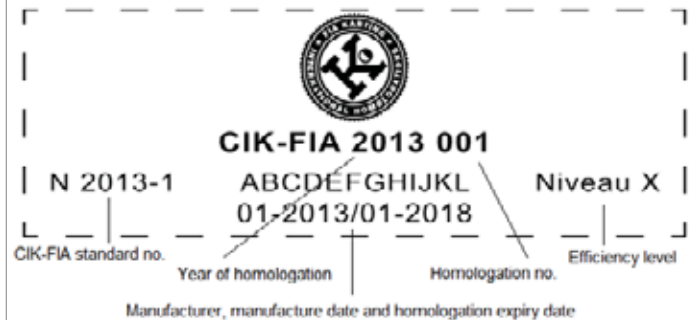 CIK-FIA 2013 001
N 2013-1 ABCDEFGHIJKL Niveau X
01-2013/01-2018
CIK-FIA standard no. Year of homologation Homologation no. Efficiency level
Manufacturer, manufacture date and homologation expiry date